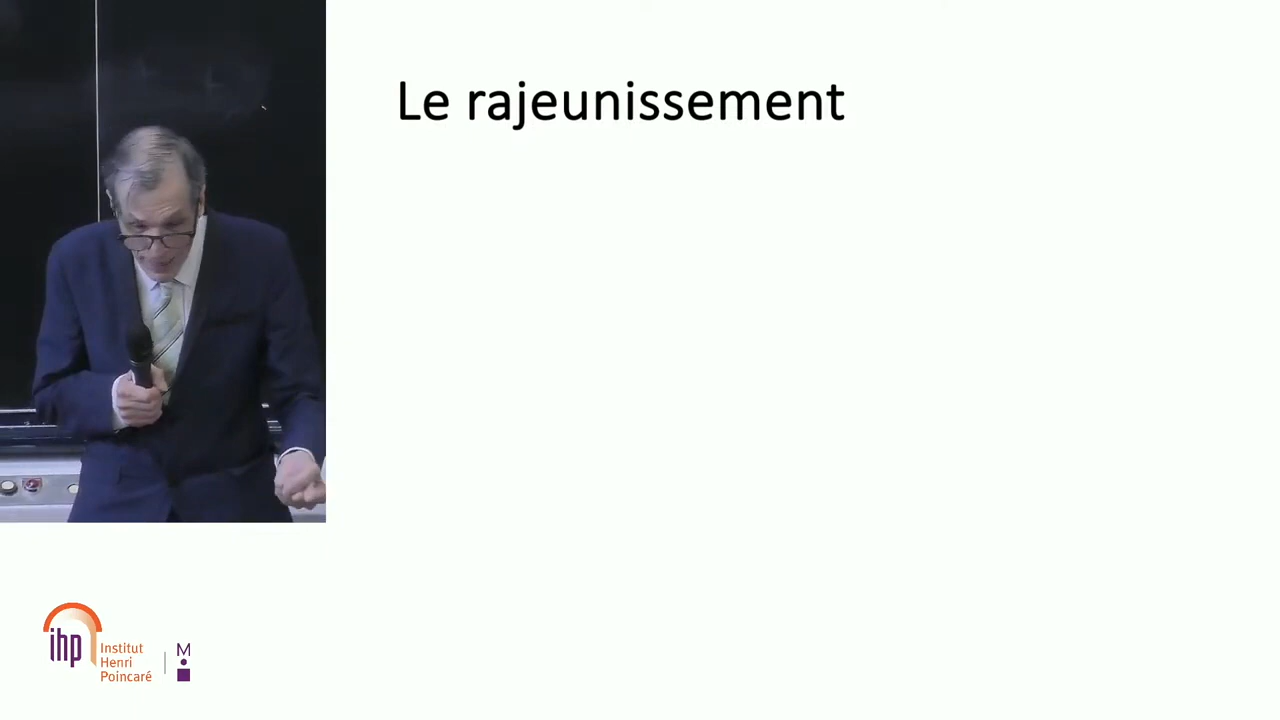 Le rajeunissement
ihp
Institut
Henri
Poincaré
M